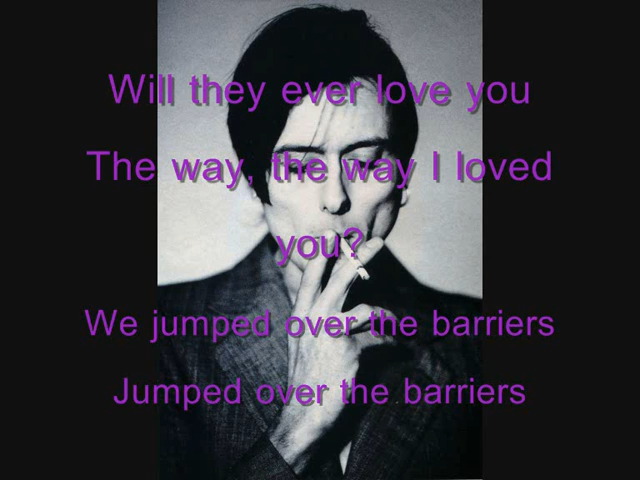 Will they ever love you
The way, the way I loved
you?
We jumped over the barriers
Jumped over the barriers